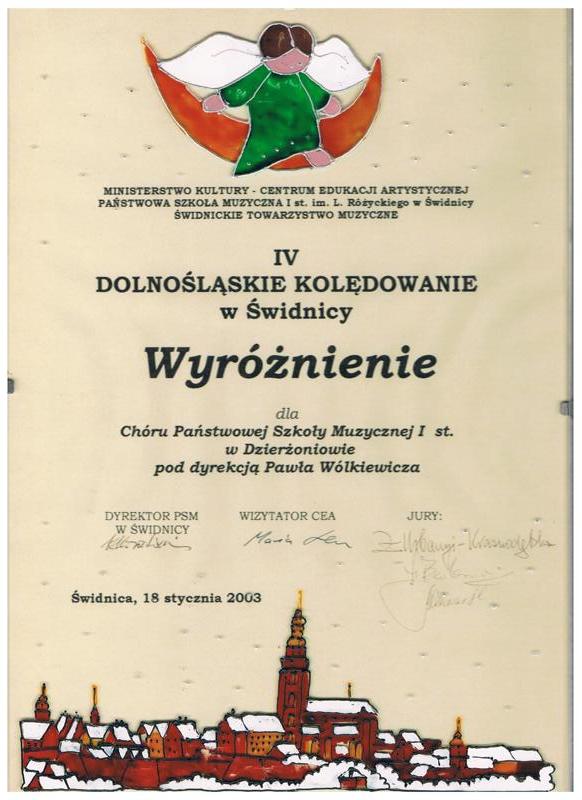 MINISTERSTWO KULTURY - CENTRUM EDUKACJI ARTYSTYCZNEJ
PAŃSTWOWA SZKOŁA MUZYCZNA I st. im. L. Różyckiego w Świdnicy
ŚWIDNICKIE TOWARZYSTWO MUZYCZNE
IV
DOLNOŚLĄSKIE KOLĘDOWANIE
w Świdnicy
Wyróżnienie
dla
Chóru Państwowej Szkoły Muzycznej I st.
w Dzierżoniowie
pod dyrekcją Pawła Wólkiewicza
DYREKTOR PSM
W ŚWIDNICY
WIZYTATOR CEA
JURY:
Świdnica, 18 stycznia 2003